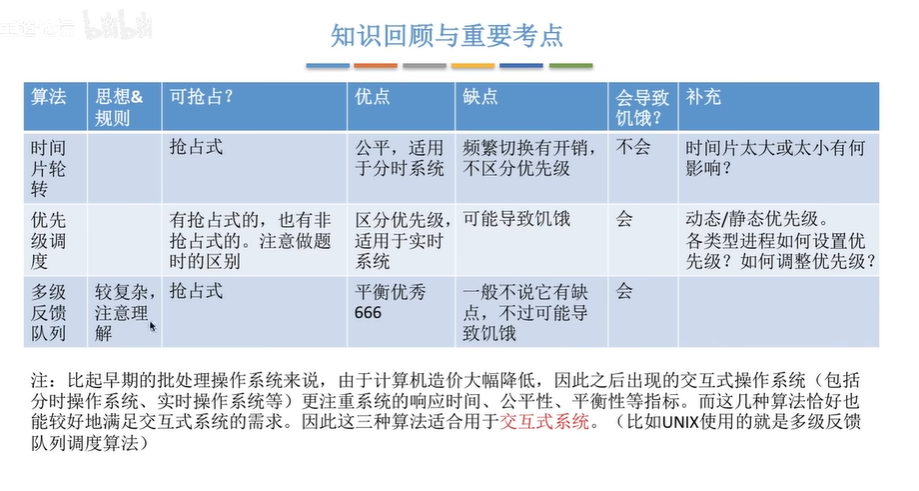 bilibili
知识回顾与重要考点
算法
思想&
规则
可抢占？
优点
缺点
会导致
饥饿？
补充
时间
片轮
转
抢占式
公平，适用
于分时系统
频繁切换有开销，
不区分优先级
不会
时间片太大或太小有何
影响？
优先
级调
度
有抢占式的，也有非
抢占式的。注意做题
时的区别
区分优先级，
适用于实时
系统
可能导致饥饿
会
动态/静态优先级。
各类型进程如何设置优
先级？如何调整优先级？
多级
反馈
队列
较复杂，
注意理
解
抢占式
平衡优秀
666
一般不说它有缺
点，不过可能导
致饥饿
会
注：比起早期的批处理操作系统来说，由于计算机造价大幅降低，因此之后出现的交互式操作系统（包括
分时操作系统、实时操作系统等）更注重系统的响应时间、公平性、平衡性等指标。而这几种算法恰好也
能较好地满足交互式系统的需求。因此这三种算法适合用于交互式系统。（比如UNIX使用的就是多级反馈
队列调度算法）